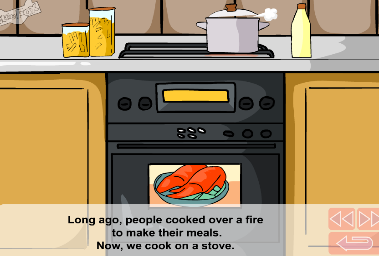 Long ago, people cooked over a fire
to make their meals.
Now, we cook on a stove.